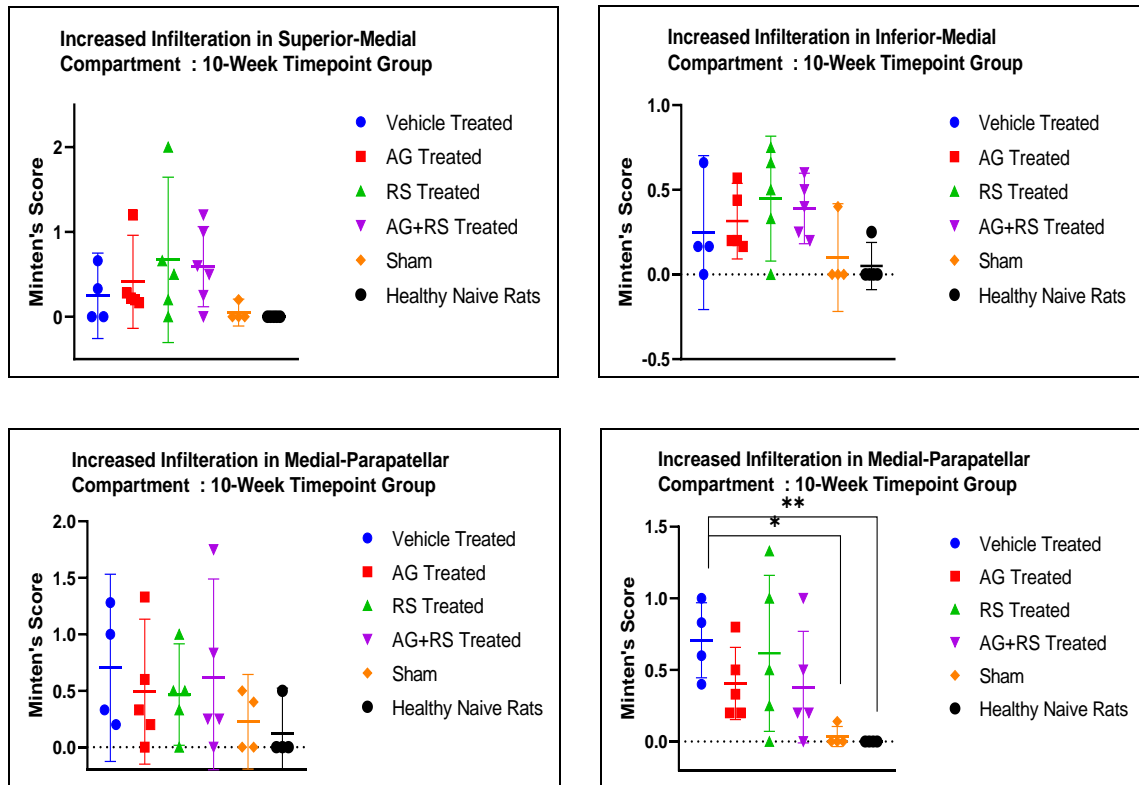 Increased Infilteration in Superior-Medial
Compartment : 10-Week Timepoint Group
Minten's Score
2
1
0
Vehicle Treated
AG Treated
RS Treated
AG+RS Treated
Sham
Healthy Naive Rats
Increased Infilteration in Inferior-Medial
Compartment : 10-Week Timepoint Group
Minten's Score
1.0
0.5
0.0
-0.5
Vehicle Treated
AG Treated
RS Treated
AG+RS Treated
Sham
Healthy Naive Rats
Increased Infilteration in Medial-Parapatellar
Compartment : 10-Week Timepoint Group
Minten's Score
2.0
1.5
1.0
0.5
0.0
Vehicle Treated
AG Treated
RS Treated
AG+RS Treated
Sham
Healthy Naive Rats
Increased Infilteration in Medial-Parapatellar
Compartment : 10-Week Timepoint Group
**
*
Minten's Score
1.5
1.0
0.5
0.0
Vehicle Treated
AG Treated
RS Treated
AG+RS Treated
Sham
Healthy Naive Rats